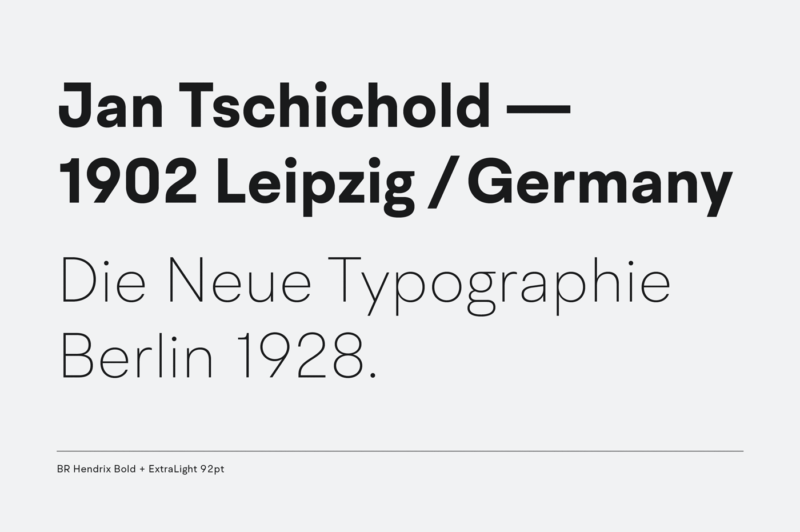 Jan Tschichold —
1902 Leipzig / Germany
Die Neue Typographie
Berlin 1928.
BR Hendrix Bold + ExtraLight 92pt